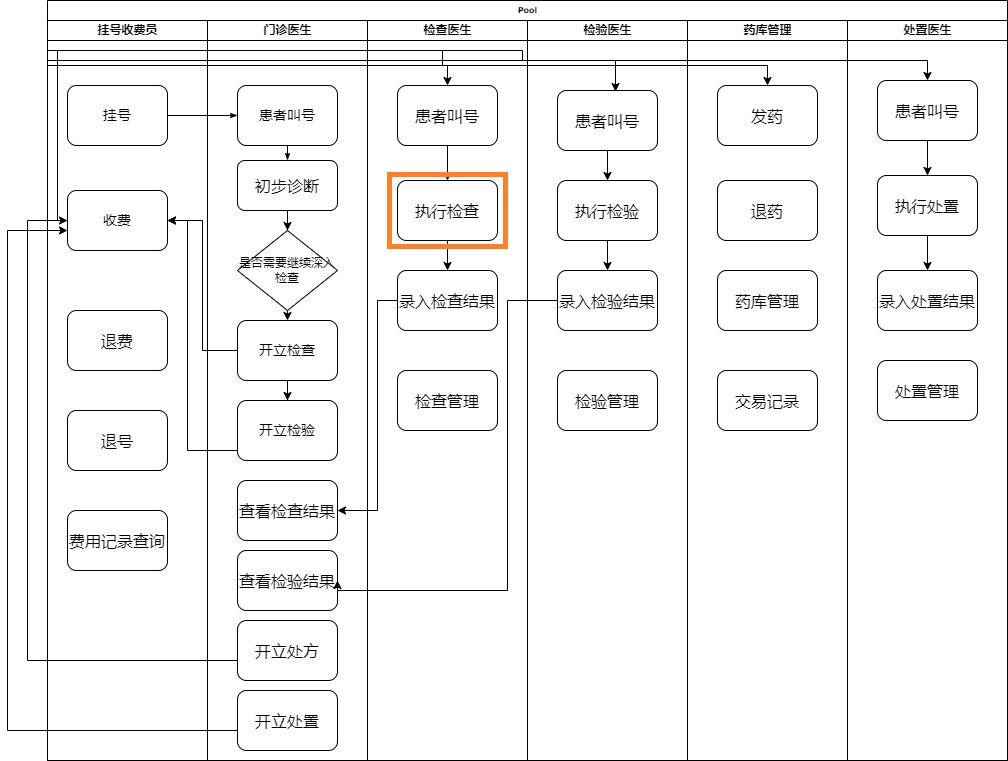 Pool
挂号收费员
门诊医生
检查医生
检验医生
药库管理
处置医生
挂号
收费
退费
退号
费用记录查询
患者叫号
初步诊断
是否需要继续深入
检查
开立检查
开立检验
查看检查结果
查看检验结果
开立处方
开立处置
患者叫号
执行检查
录入检查结果
检查管理
患者叫号
执行检验
录入检验结果
检验管理
发药
退药
药库管理
交易记录
患者叫号
执行处置
录入处置结果
处置管理